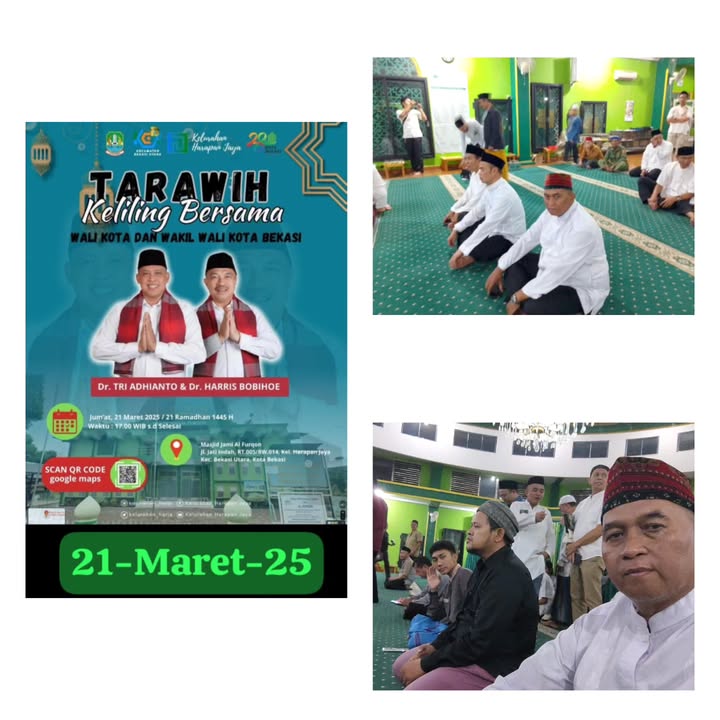 KECAMATAN
BEKASI UTARA
Kelurahan
Harapan Jaya
TARAWIH
Keliling Bersama
WALI KOTA DAN WAKIL WALI KOTA BEKASI
Dr. TRI ADHIANTO & Dr. HARRIS BOBIHOE
Jum'at, 21 Maret 2025 / 21 Ramadhan 1445 H
Waktu : 17.00 WIB s.d Selesai
Masjid Jami Al Furqon
Jl. Jati Indah, RT.005/RW.014, Kel. Harapan Jaya
Kec. Bekasi Utara, Kota Bekasi
SCAN QR CODE
google maps
21-Maret-25